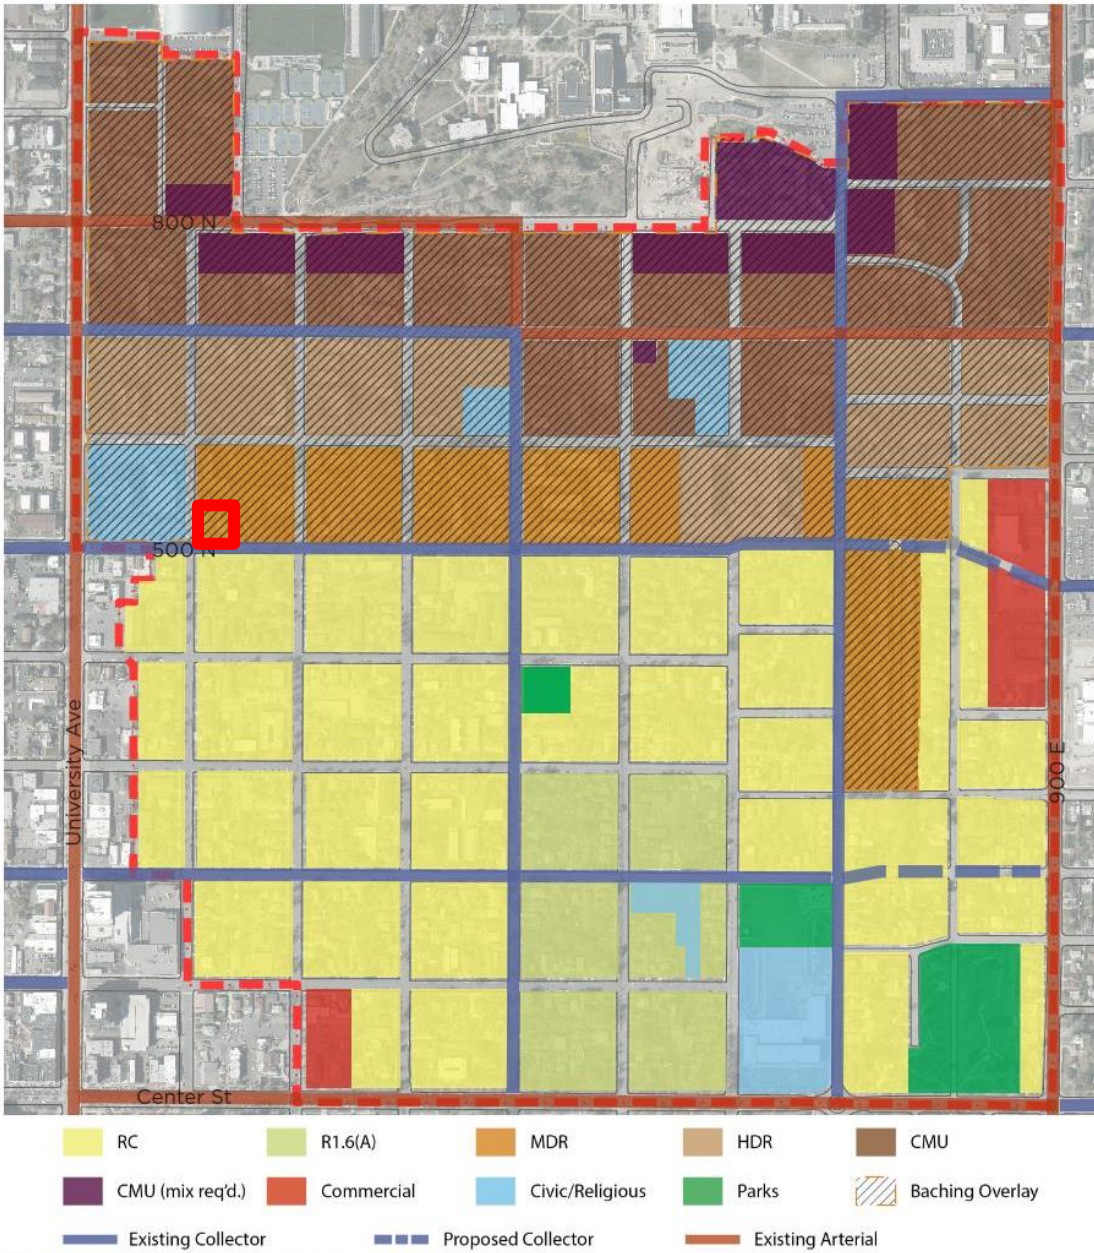 800 N
500 N
University Ave
900 E
Center St
RC
R1.6(A)
MDR
HDR
CMU
CMU (mix req'd.)
Commercial
Civic/Religious
Parks
Baching Overlay
Existing Collector
Proposed Collector
Existing Arterial